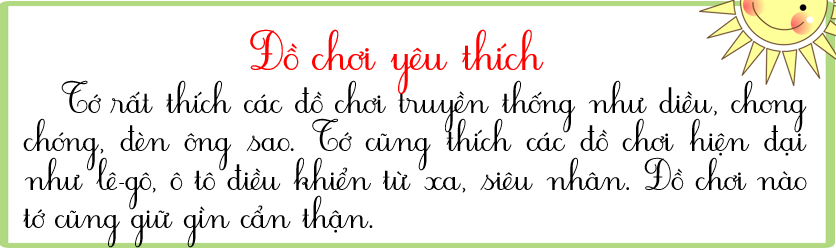 Đồ chơi yêu thích
Tớ rất thích các đồ chơi truyền thống như diều, chong
chóng, đèn ông sao. Tớ cũng thích các đồ chơi hiện đại
như lê-gô, ô tô điều khiển từ xa, siêu nhân. Đồ chơi nào
tớ cũng giữ gìn cẩn thận.